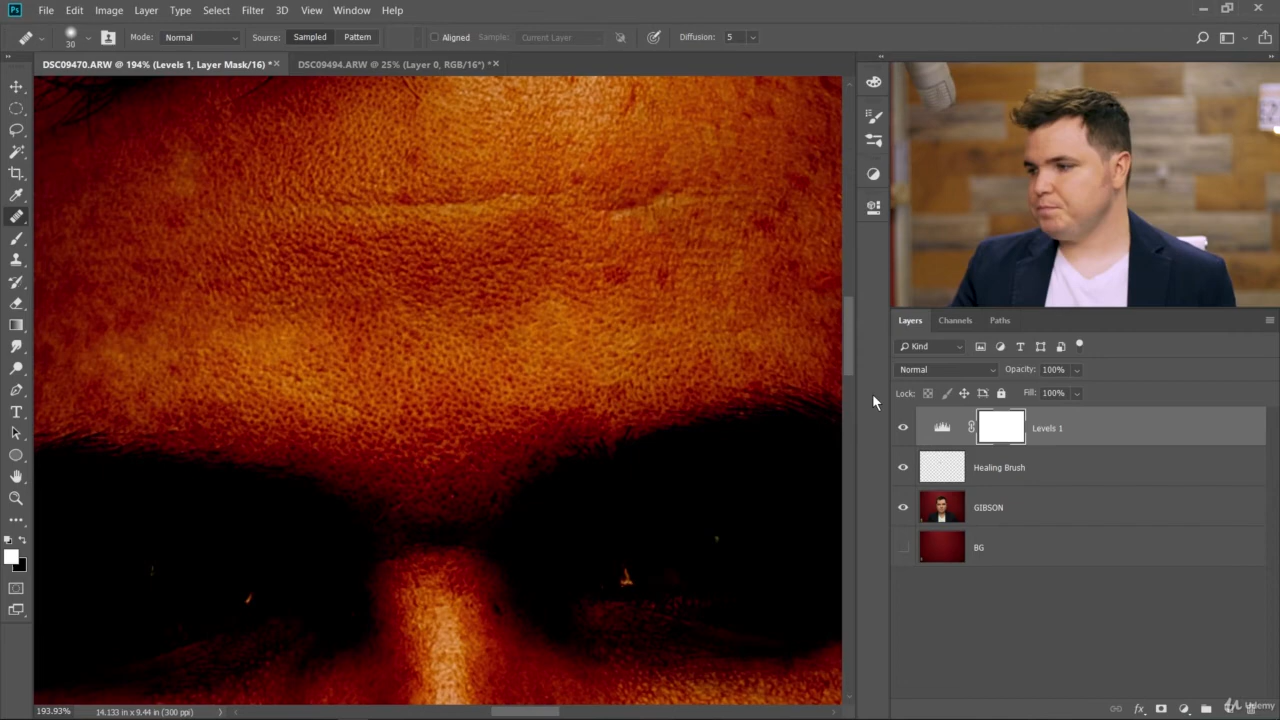 Ps File Edit Image Layer Type Select Filter 3D View Window Help
30 Mode: Normal Source: Sampled Pattern Aligned Sample: Current Layer Diffusion: 5
DSC09470.ARW @ 194% (Levels 1, Layer Mask/16) * × DSC09494.ARW @ 25% (Layer 0, RGB/16*) * ×
Layers Channels Paths
Kind
Normal Opacity: 100%
Lock: Fill: 100%
Levels 1
Healing Brush
GIBSON
BG
193.93% 14.133 in x 9.44 in (300 ppi)
Udemy